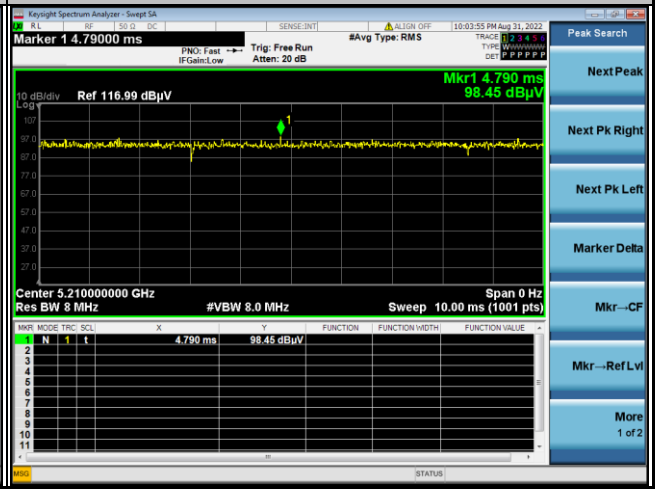 Keysight Spectrum Analyzer - Swept SA
RL RF 50 Ω DC SENSE:INT ALIGN OFF 10:03:55 PM Aug 31, 2022
Marker 1 4.79000 ms #Avg Type: RMS TRACE 1 2 3 4 5 6
PNO: Fast Trig: Free Run TYPE WWWWWW
IFGain:Low Atten: 20 dB DET P P P P P P
Mkr1 4.790 ms
10 dB/div Ref 116.99 dBµV 98.45 dBµV
Log
1
107
97.0
87.0
77.0
67.0
57.0
47.0
37.0
27.0
Center 5.210000000 GHz Span 0 Hz
Res BW 8 MHz #VBW 8.0 MHz Sweep 10.00 ms (1001 pts)
MKR MODE TRC SCL X Y FUNCTION FUNCTION WIDTH FUNCTION VALUE
1 N 1 t 4.790 ms 98.45 dBµV
2
3
4
5
6
7
8
9
10
11
MSG STATUS
Peak Search
Next Peak
Next Pk Right
Next Pk Left
Marker Delta
Mkr→CF
Mkr→Ref Lvl
More
1 of 2